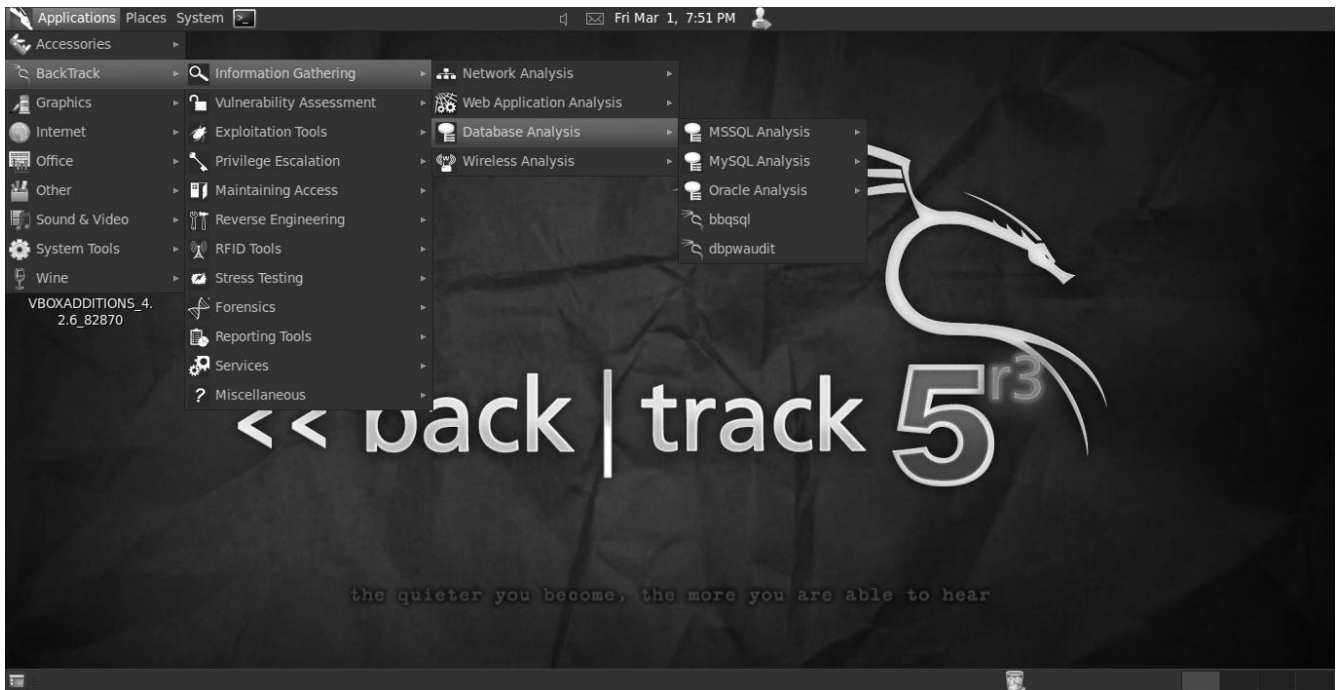 Applications Places System Fri Mar 1, 7:51 PM
Accessories
BackTrack
Graphics
Internet
Office
Other
Sound & Video
System Tools
Wine
VBOXADDITIONS_4.
2.6_82870
Information Gathering
Vulnerability Assessment
Exploitation Tools
Privilege Escalation
Maintaining Access
Reverse Engineering
RFID Tools
Stress Testing
Forensics
Reporting Tools
Services
Miscellaneous
Network Analysis
Web Application Analysis
Database Analysis
Wireless Analysis
MSSQL Analysis
MySQL Analysis
Oracle Analysis
bbqsql
dbpwaudit
<< back | track 5 r3
the quieter you become, the more you are able to hear